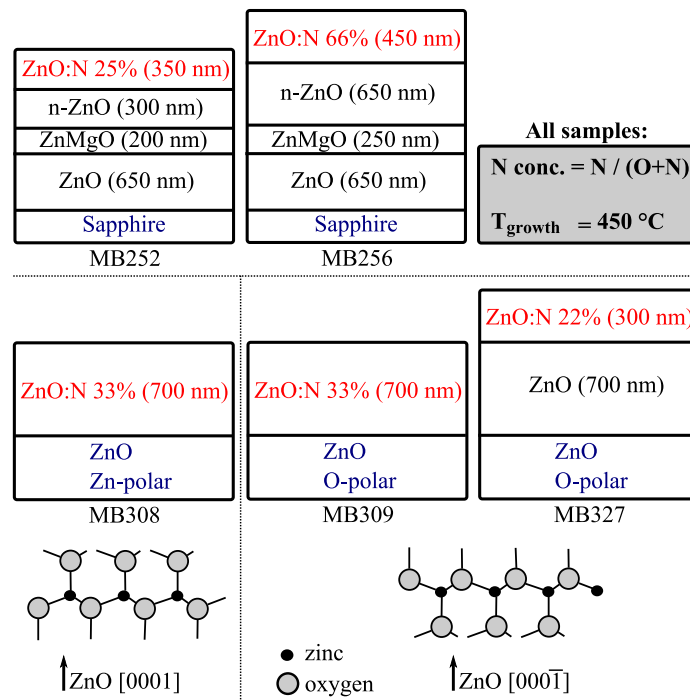 ZnO:N 25% (350 nm)
n-ZnO (300 nm)
ZnMgO (200 nm)
ZnO (650 nm)
Sapphire
MB252
ZnO:N 66% (450 nm)
n-ZnO (650 nm)
ZnMgO (250 nm)
ZnO (650 nm)
Sapphire
MB256
All samples:
N conc. = N / (O+N)
Tgrowth = 450 °C
ZnO:N 33% (700 nm)
ZnO
Zn-polar
MB308
ZnO:N 33% (700 nm)
ZnO
O-polar
MB309
ZnO:N 22% (300 nm)
ZnO (700 nm)
ZnO
O-polar
MB327
ZnO [0001]
zinc
oxygen
ZnO [0001̅]